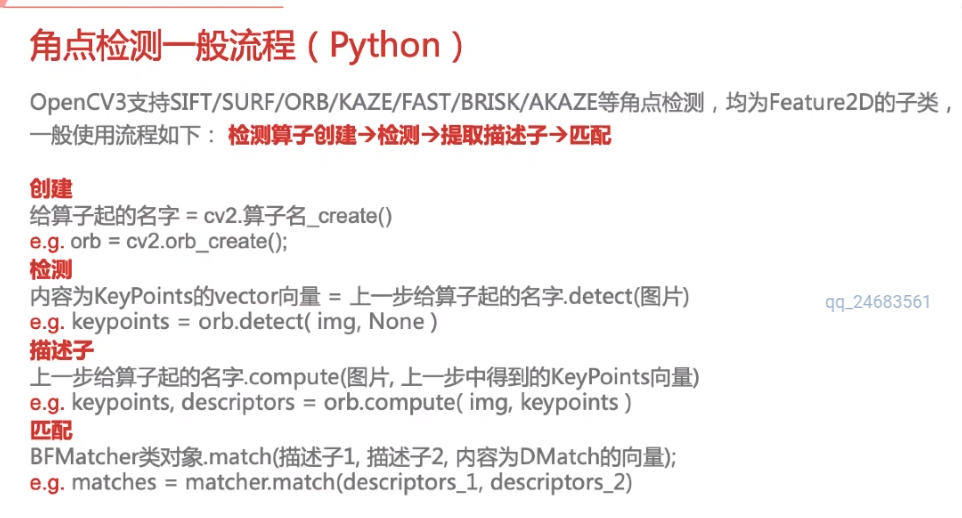 角点检测一般流程（Python）
OpenCV3支持SIFT/SURF/ORB/KAZE/FAST/BRISK/AKAZE等角点检测，均为Feature2D的子类，
一般使用流程如下： 检测算子创建→检测→提取描述子→匹配
创建
给算子起的名字 = cv2.算子名_create()
e.g. orb = cv2.orb_create();
检测
内容为KeyPoints的vector向量 = 上一步给算子起的名字.detect(图片)
e.g. keypoints = orb.detect( img, None )
qq_24683561
描述子
上一步给算子起的名字.compute(图片, 上一步中得到的KeyPoints向量)
e.g. keypoints, descriptors = orb.compute( img, keypoints )
匹配
BFMatcher类对象.match(描述子1, 描述子2, 内容为DMatch的向量);
e.g. matches = matcher.match(descriptors_1, descriptors_2)